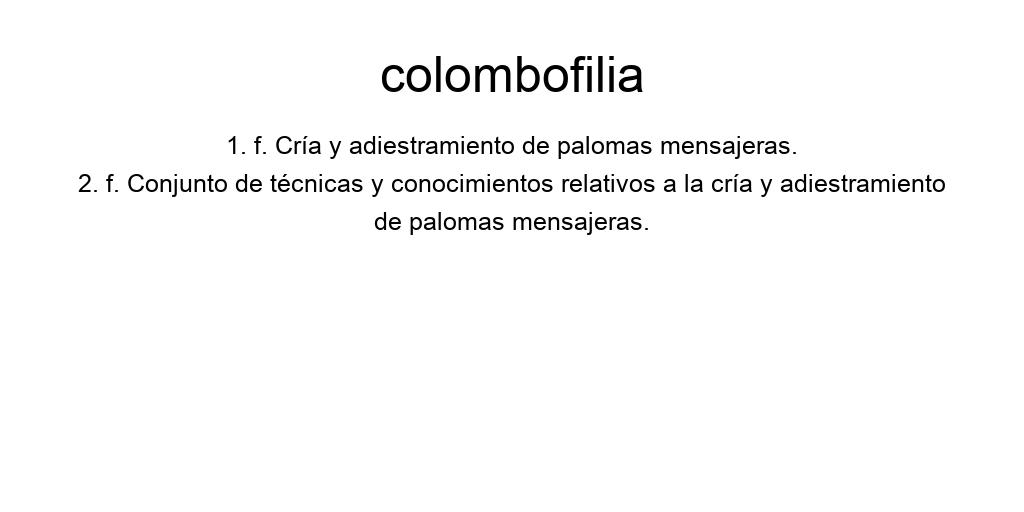 colombofilia
1. f. Cría y adiestramiento de palomas mensajeras.
2. f. Conjunto de técnicas y conocimientos relativos a la cría y adiestramiento
de palomas mensajeras.